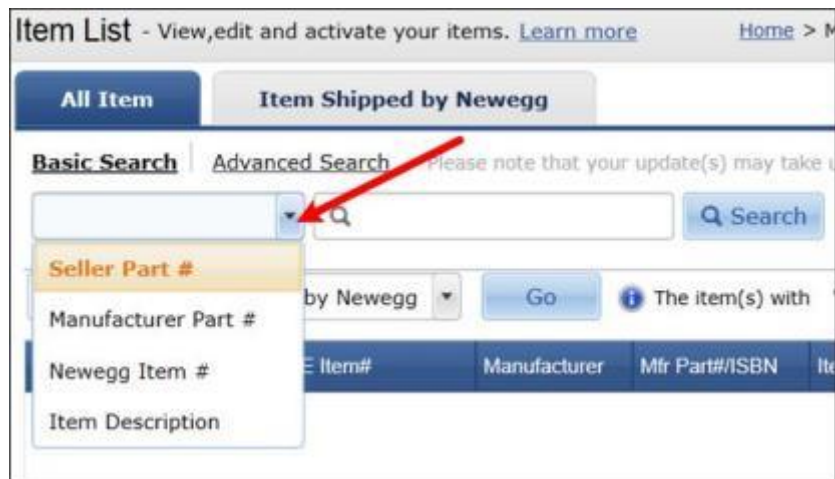 Item List - View,edit and activate your items. Learn more Home >
All Item Item Shipped by Newegg
Basic Search Advanced Search Please note that your update(s) may take
Search
Seller Part #
by Newegg Go The item(s) with
Manufacturer Part #
Item# Manufacturer Mfr Part#/ISBN
Newegg Item #
Item Description